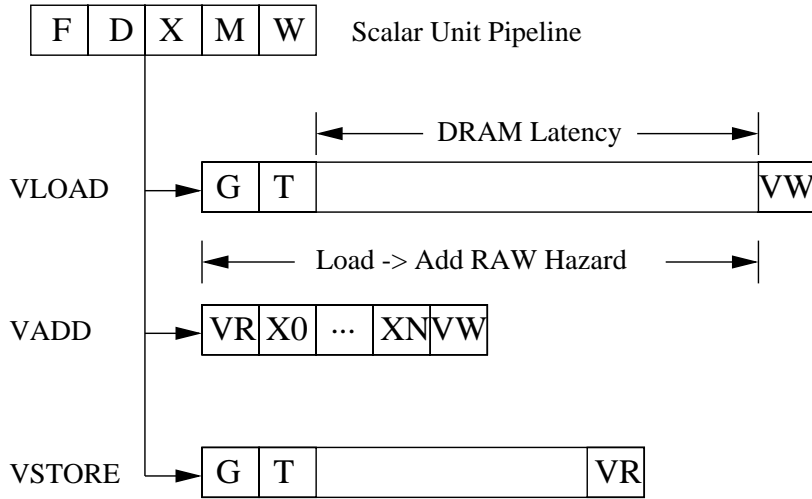 F D X M W Scalar Unit Pipeline
DRAM Latency
VLOAD G T VW
Load -> Add RAW Hazard
VADD VR X0 ... XN VW
VSTORE G T VR